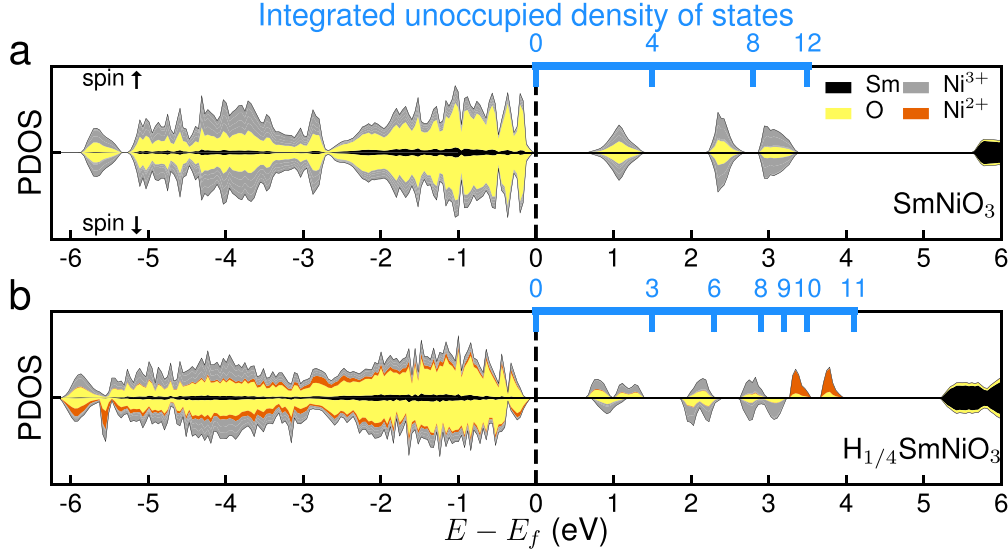 Integrated unoccupied density of states
0 4 8 12
a
spin ↑
Sm Ni³⁺
O Ni²⁺
PDOS
SmNiO₃
spin ↓
-6 -5 -4 -3 -2 -1 0 1 2 3 4 5 6
b
0 3 6 8 9 10 11
PDOS
H₁/₄SmNiO₃
-6 -5 -4 -3 -2 -1 0 1 2 3 4 5 6
E − E_f (eV)